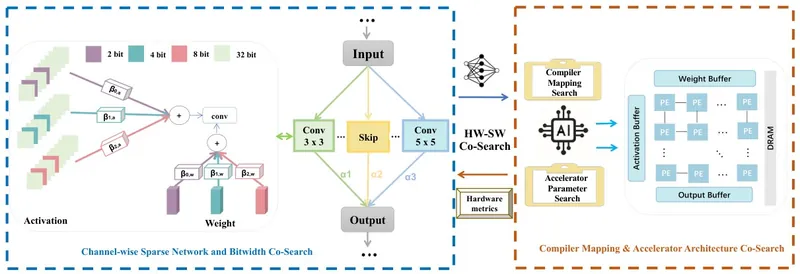 2 bit
4 bit
8 bit
32 bit
β0,a
β1,a
β2,a
+
conv
+
β0,w
β1,w
β2,w
Activation
Weight
...
Input
Conv
3 x 3
...
Skip
...
Conv
5 x 5
α1
α2
α3
Output
...
Channel-wise Sparse Network and Bitwidth Co-Search
HW-SW
Co-Search
Hardware
metrics
Compiler
Mapping
Search
AI
Accelerator
Parameter
Search
Weight Buffer
Activation Buffer
PE
PE
...
PE
PE
PE
...
PE
PE
PE
...
PE
Output Buffer
DRAM
Compiler Mapping & Accelerator Architecture Co-Search